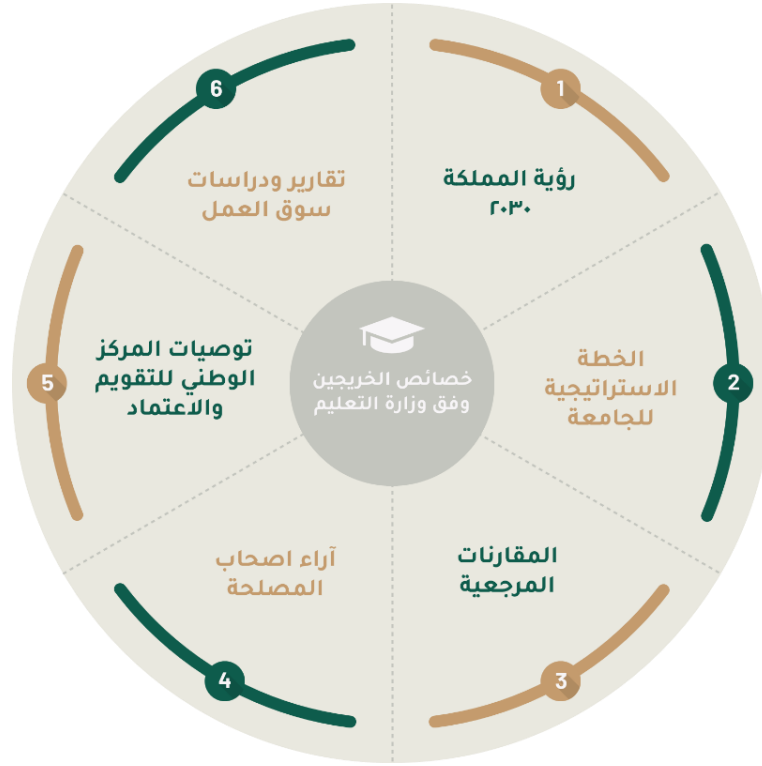 1
رؤية المملكة
٢٠٣٠
2
الخطة
الاستراتيجية
للجامعة
3
المقارنات
المرجعية
4
آراء اصحاب
المصلحة
5
توصيات المركز
الوطني للتقويم
والاعتماد
6
تقارير ودراسات
سوق العمل
خصائص الخريجين
وفق وزارة التعليم